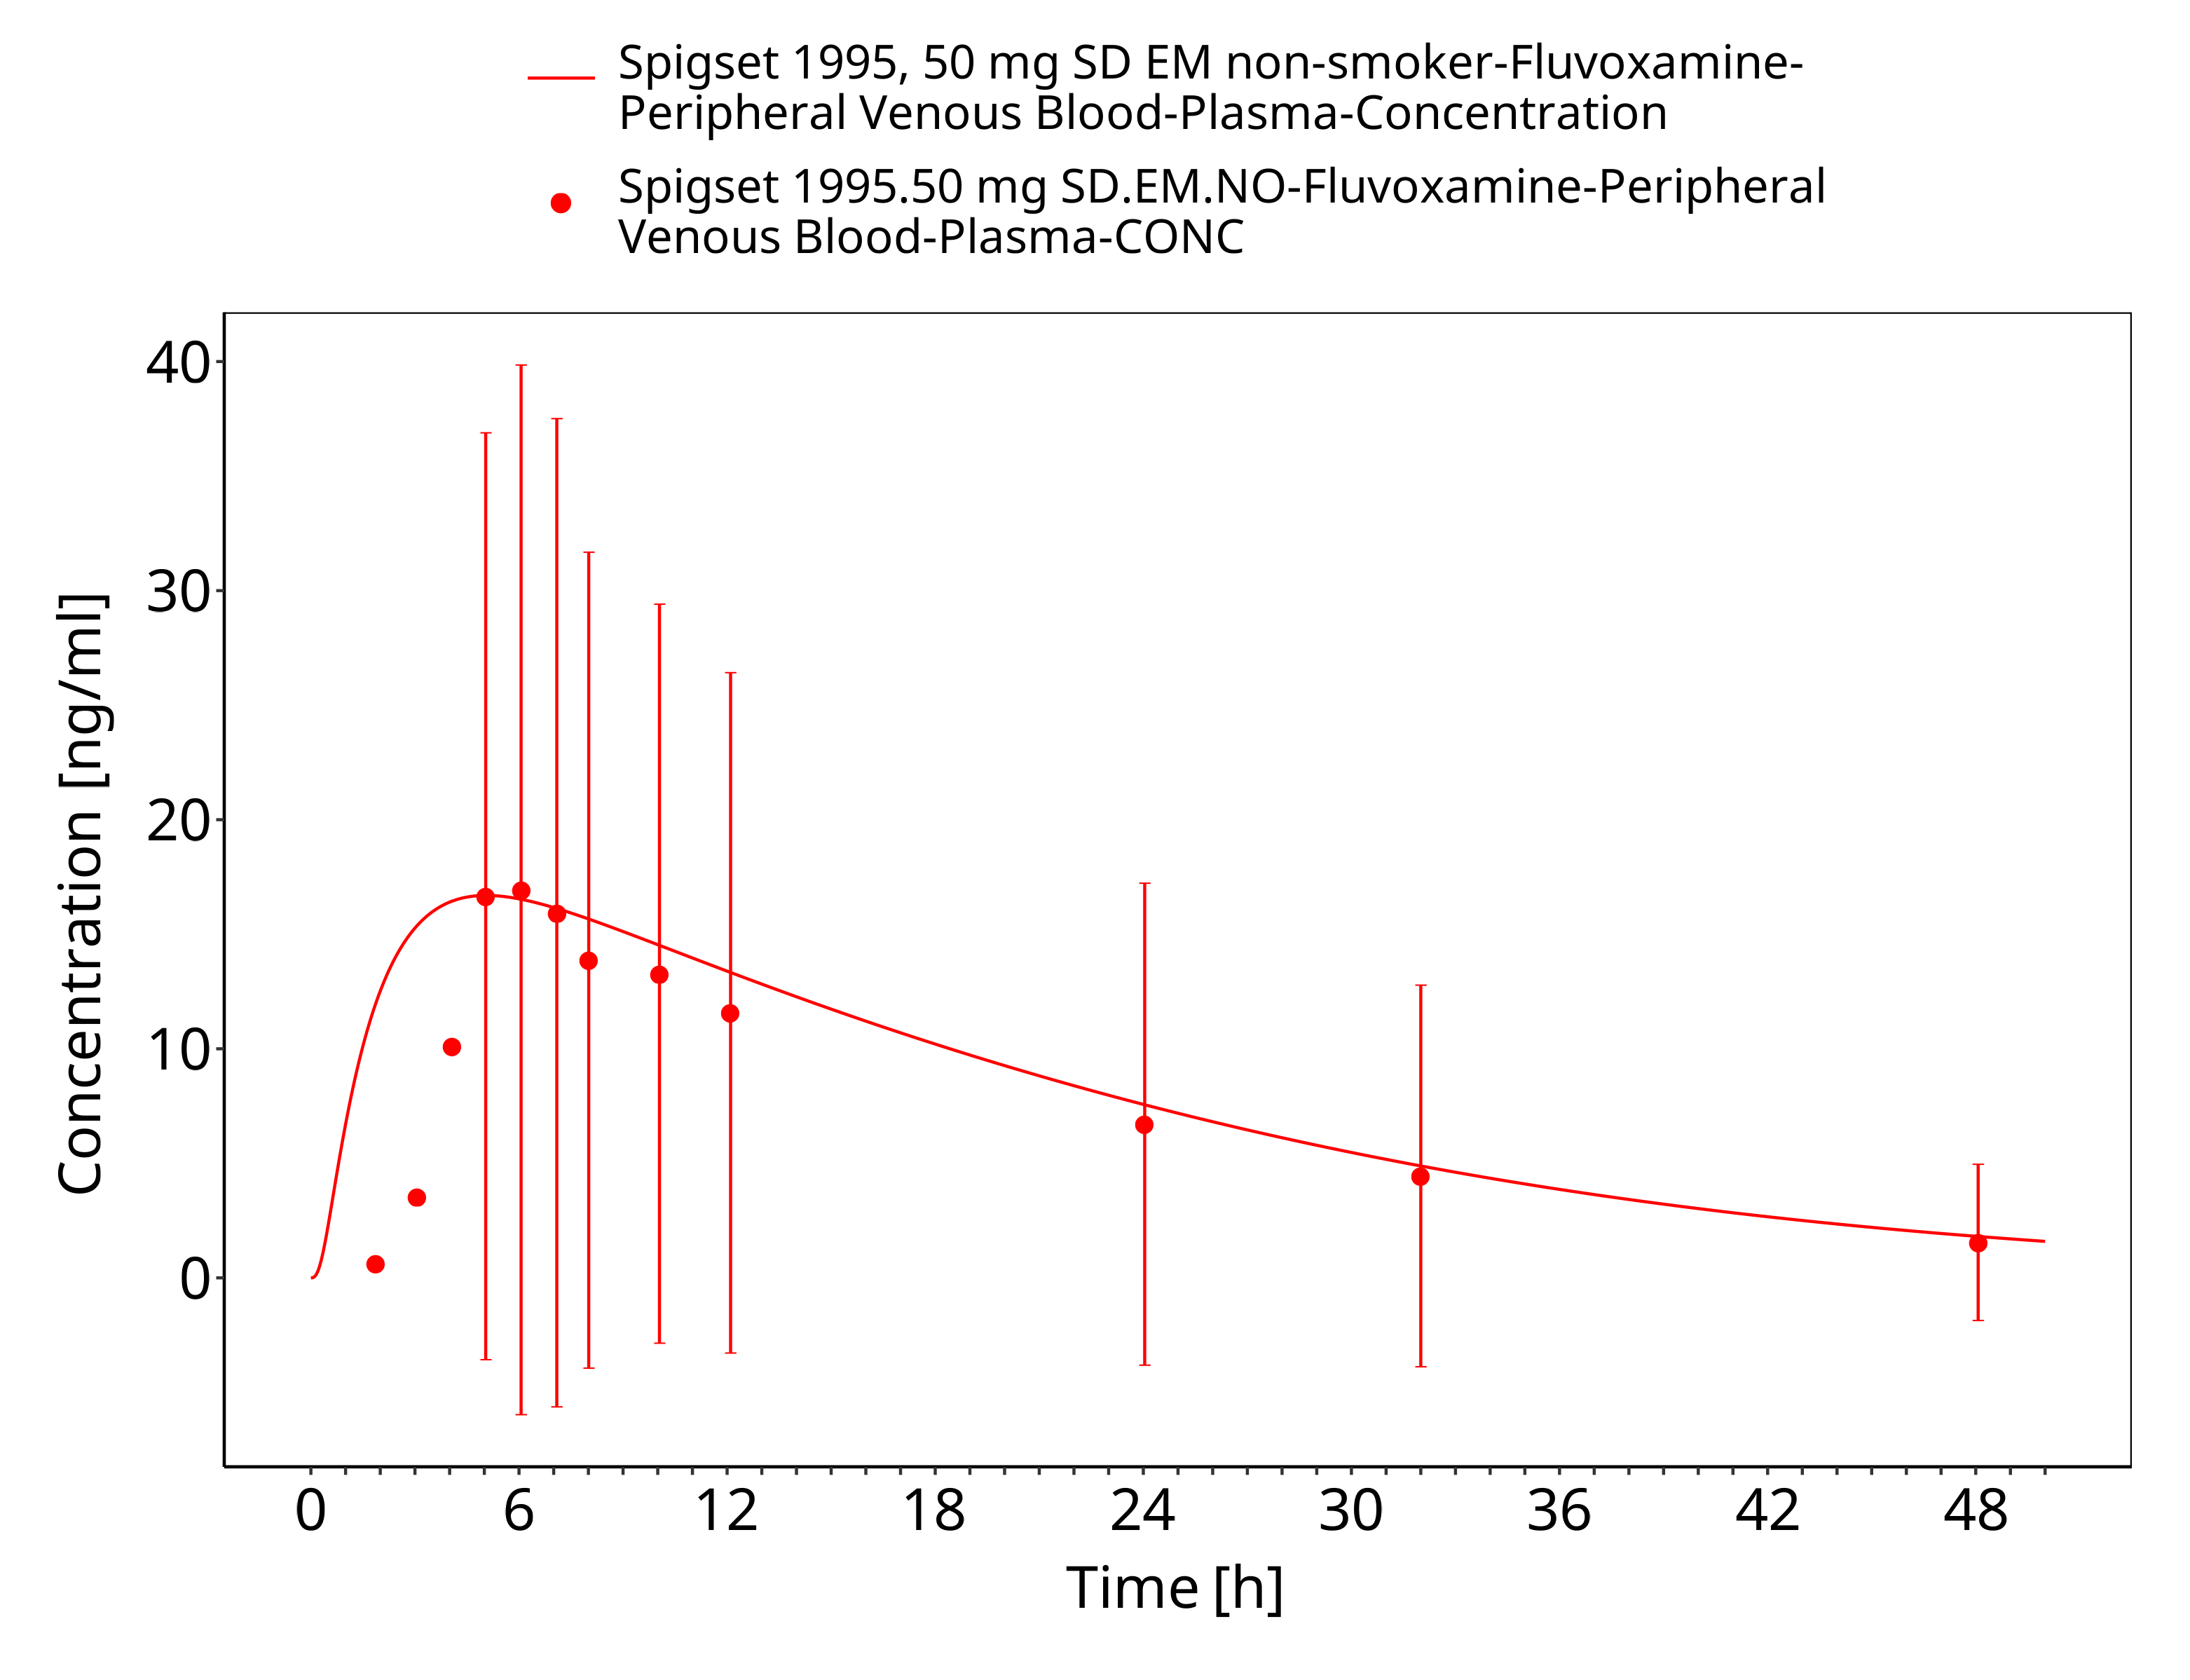 Spigset 1995, 50 mg SD EM non-smoker-Fluvoxamine-
Peripheral Venous Blood-Plasma-Concentration
Spigset 1995.50 mg SD.EM.NO-Fluvoxamine-Peripheral
Venous Blood-Plasma-CONC
40
30
20
10
0
Concentration [ng/ml]
0 6 12 18 24 30 36 42 48
Time [h]